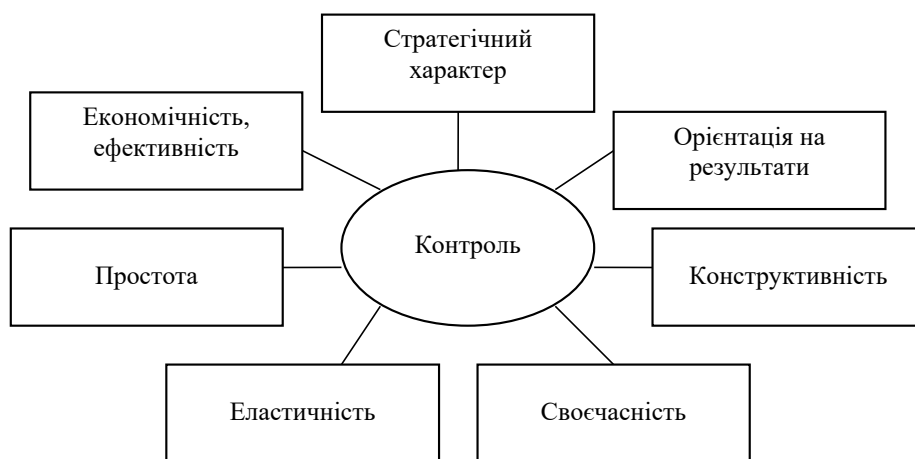 Стратегічний
характер
Економічність,
ефективність
Орієнтація на
результати
Контроль
Простота
Конструктивність
Еластичність
Своєчасність